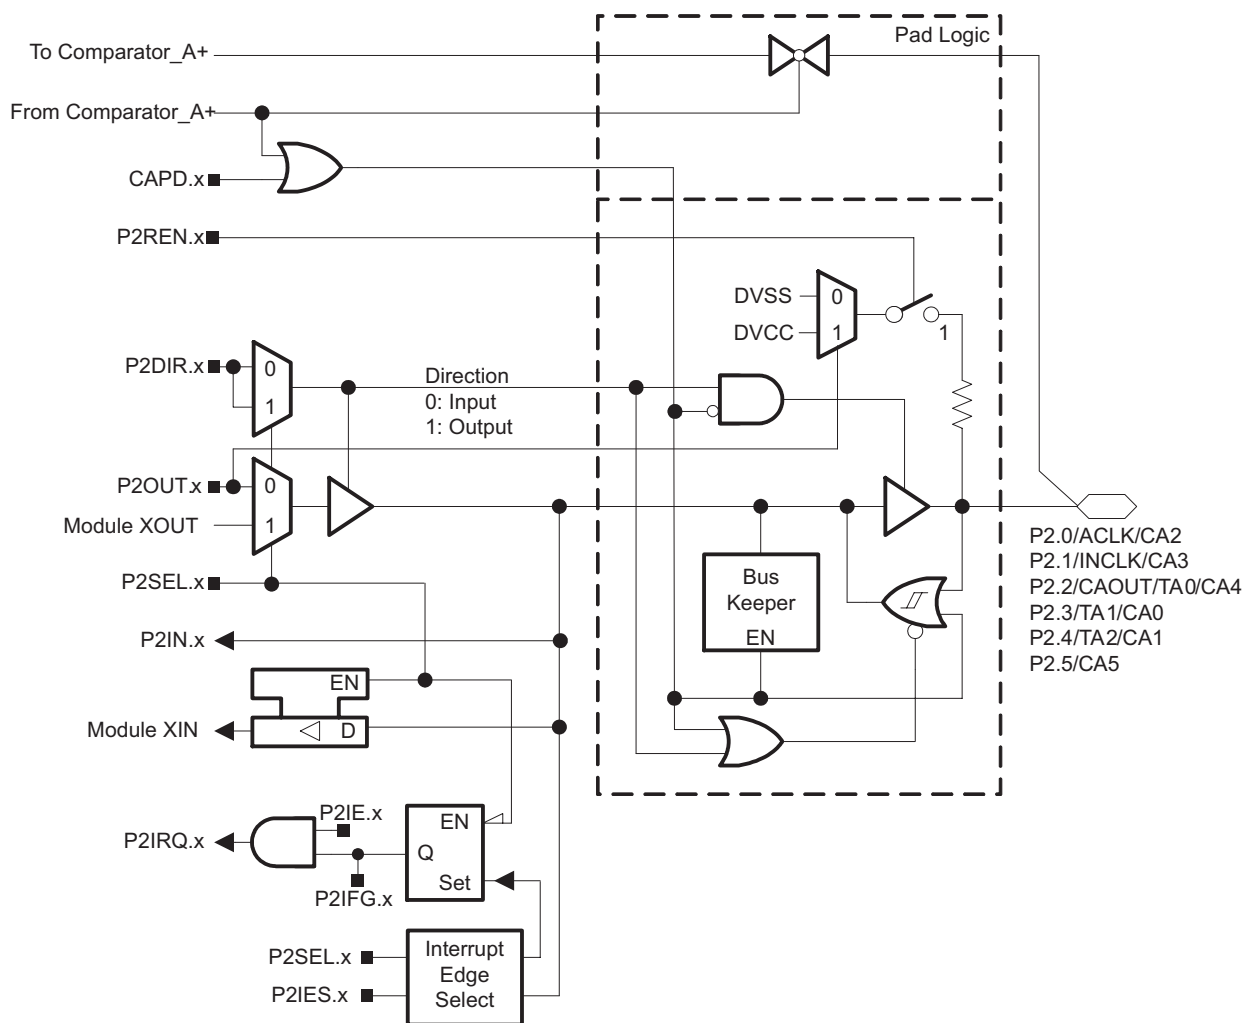 Pad Logic
To Comparator_A+
From Comparator_A+
CAPD.x
P2REN.x
DVSS
0
DVCC
1
1
P2DIR.x
0
1
Direction
0: Input
1: Output
P2OUT.x
0
Module XOUT
1
P2SEL.x
Bus
Keeper
EN
P2.0/ACLK/CA2
P2.1/INCLK/CA3
P2.2/CAOUT/TA0/CA4
P2.3/TA1/CA0
P2.4/TA2/CA1
P2.5/CA5
P2IN.x
EN
Module XIN
D
P2IE.x
P2IRQ.x
EN
Q
Set
P2IFG.x
P2SEL.x
P2IES.x
Interrupt
Edge
Select